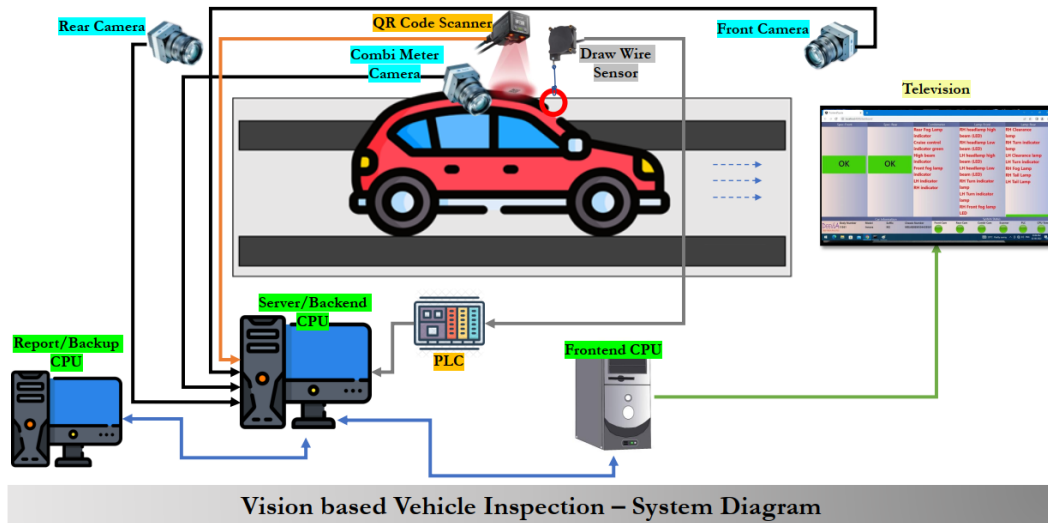 Rear Camera
QR Code Scanner
Front Camera
Combi Meter
Camera
Draw Wire
Sensor
Television
OK
OK
Rear Fog Lamp
Indicator
Cruise control
indicator green
High beam
indicator
Front fog lamp
indicator
LH indicator
RH indicator
RH headlamp high
beam (LED)
RH headlamp Low
beam (LED)
LH headlamp high
beam (LED)
LH headlamp Low
beam (LED)
RH Turn indicator
lamp
LH Turn indicator
lamp
RH Front fog lamp
LED
RH Clearance
lamp
RH Turn indicator
lamp
LH Clearance lamp
LH Turn Indicator
RH Fog Lamp
RH Tail Lamp
LH Tail Lamp
Server/Backend
CPU
PLC
Frontend CPU
Report/Backup
CPU
Vision based Vehicle Inspection – System Diagram